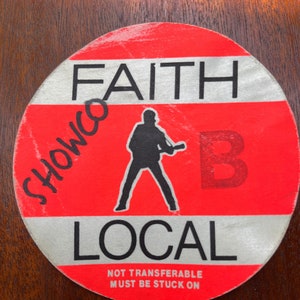 FAITH
SHOWCO
B
LOCAL
NOT TRANSFERABLE
MUST BE STUCK ON